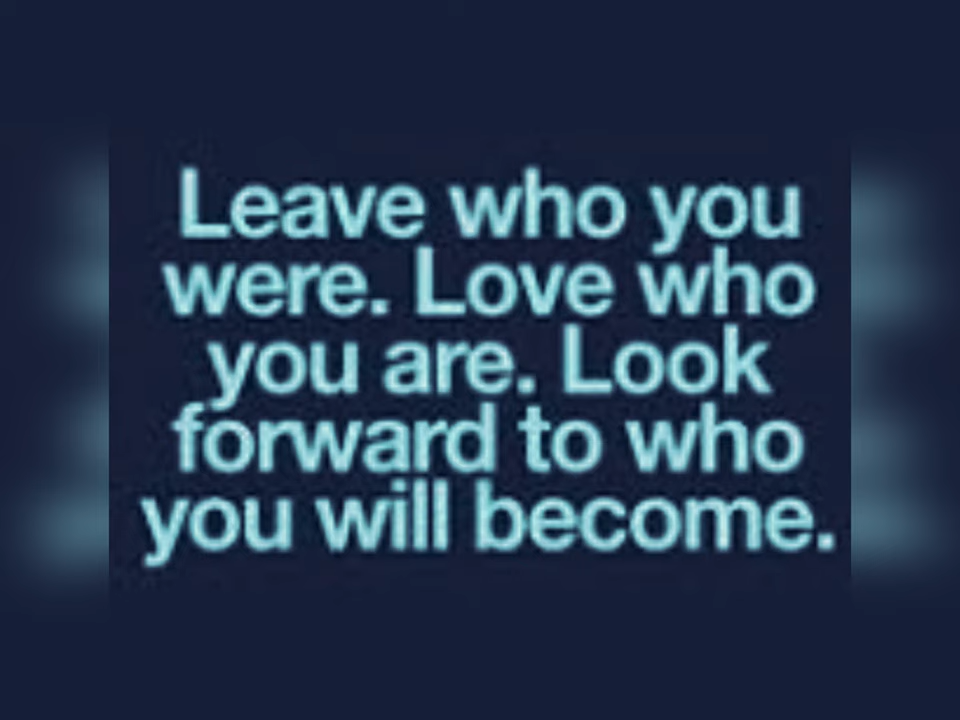 Leave who you
were. Love who
you are. Look
forward to who
you will become.